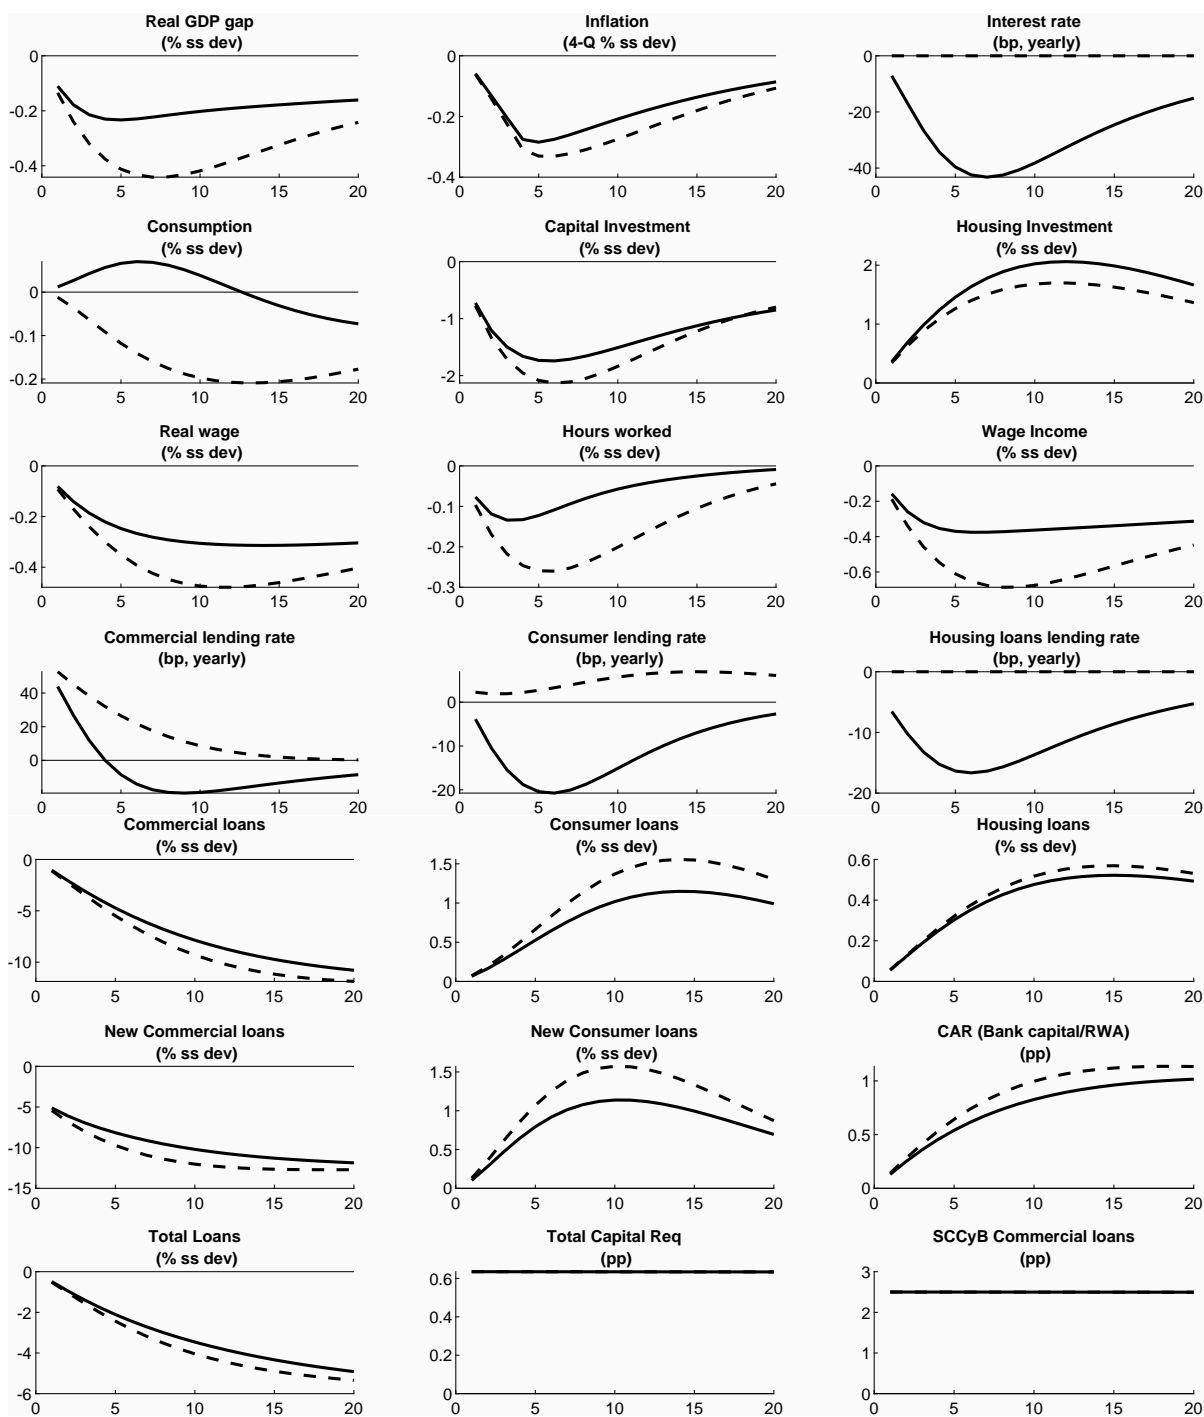 Real GDP gap
(% ss dev)
0
-0.2
-0.4
0 5 10 15 20
Inflation
(4-Q % ss dev)
0
-0.2
-0.4
0 5 10 15 20
Interest rate
(bp, yearly)
0
-20
-40
0 5 10 15 20
Consumption
(% ss dev)
0
-0.1
-0.2
0 5 10 15 20
Capital Investment
(% ss dev)
0
-1
-2
0 5 10 15 20
Housing Investment
(% ss dev)
2
1
0
0 5 10 15 20
Real wage
(% ss dev)
0
-0.2
-0.4
0 5 10 15 20
Hours worked
(% ss dev)
0
-0.1
-0.2
-0.3
0 5 10 15 20
Wage Income
(% ss dev)
0
-0.2
-0.4
-0.6
0 5 10 15 20
Commercial lending rate
(bp, yearly)
40
20
0
0 5 10 15 20
Consumer lending rate
(bp, yearly)
0
-10
-20
0 5 10 15 20
Housing loans lending rate
(bp, yearly)
0
-10
-20
0 5 10 15 20
Commercial loans
(% ss dev)
0
-5
-10
0 5 10 15 20
Consumer loans
(% ss dev)
1.5
1
0.5
0
0 5 10 15 20
Housing loans
(% ss dev)
0.6
0.4
0.2
0
0 5 10 15 20
New Commercial loans
(% ss dev)
0
-5
-10
-15
0 5 10 15 20
New Consumer loans
(% ss dev)
1.5
1
0.5
0
0 5 10 15 20
CAR (Bank capital/RWA)
(pp)
1
0.5
0
0 5 10 15 20
Total Loans
(% ss dev)
0
-2
-4
-6
0 5 10 15 20
Total Capital Req
(pp)
0.6
0.4
0.2
0
0 5 10 15 20
SCCyB Commercial loans
(pp)
3
2
1
0
0 5 10 15 20